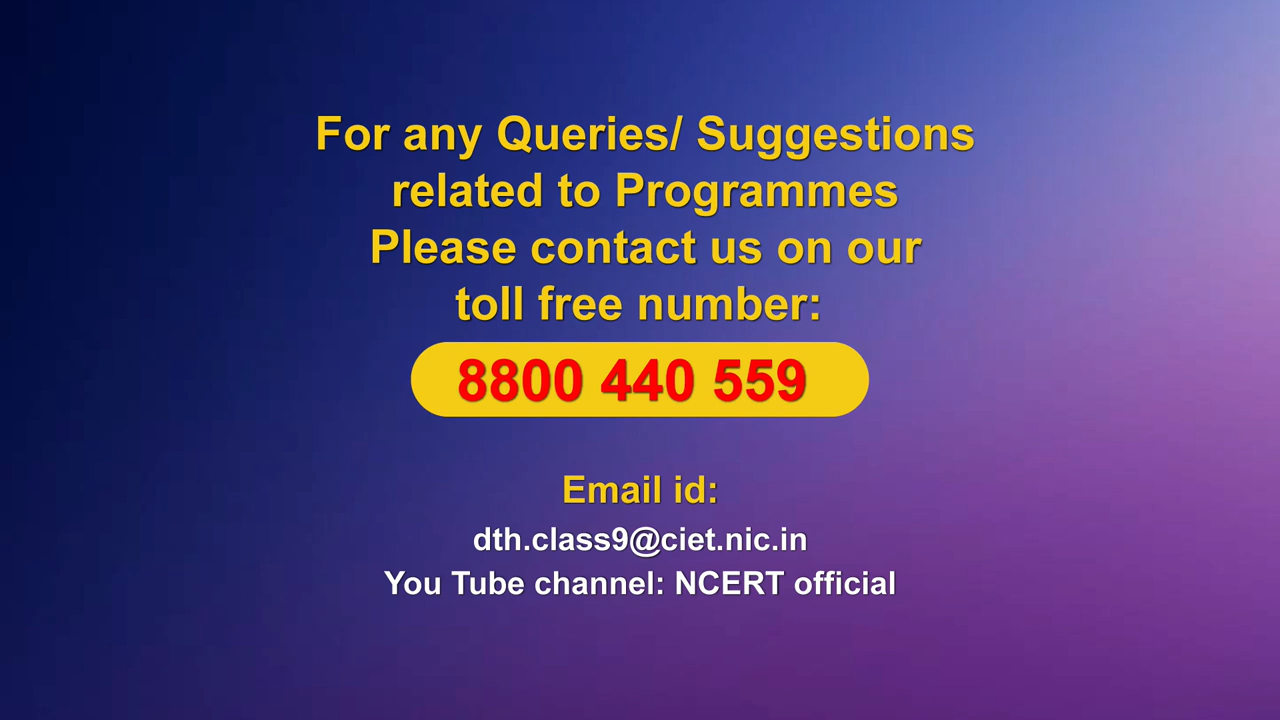 For any Queries/ Suggestions
related to Programmes
Please contact us on our
toll free number:
8800 440 559
Email id:
dth.class9@ciet.nic.in
You Tube channel: NCERT official